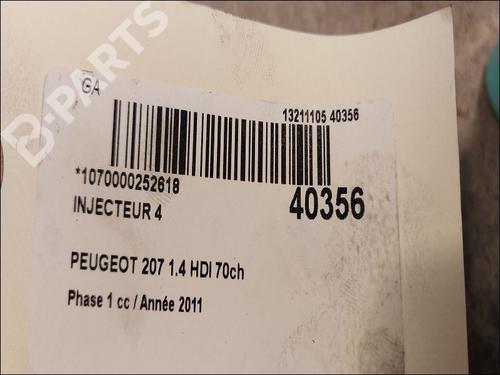 B-PARTS
GA
13211105 40356
*1070000252618
40356
INJECTEUR 4
PEUGEOT 207 1.4 HDI 70ch
Phase 1 cc / Année 2011